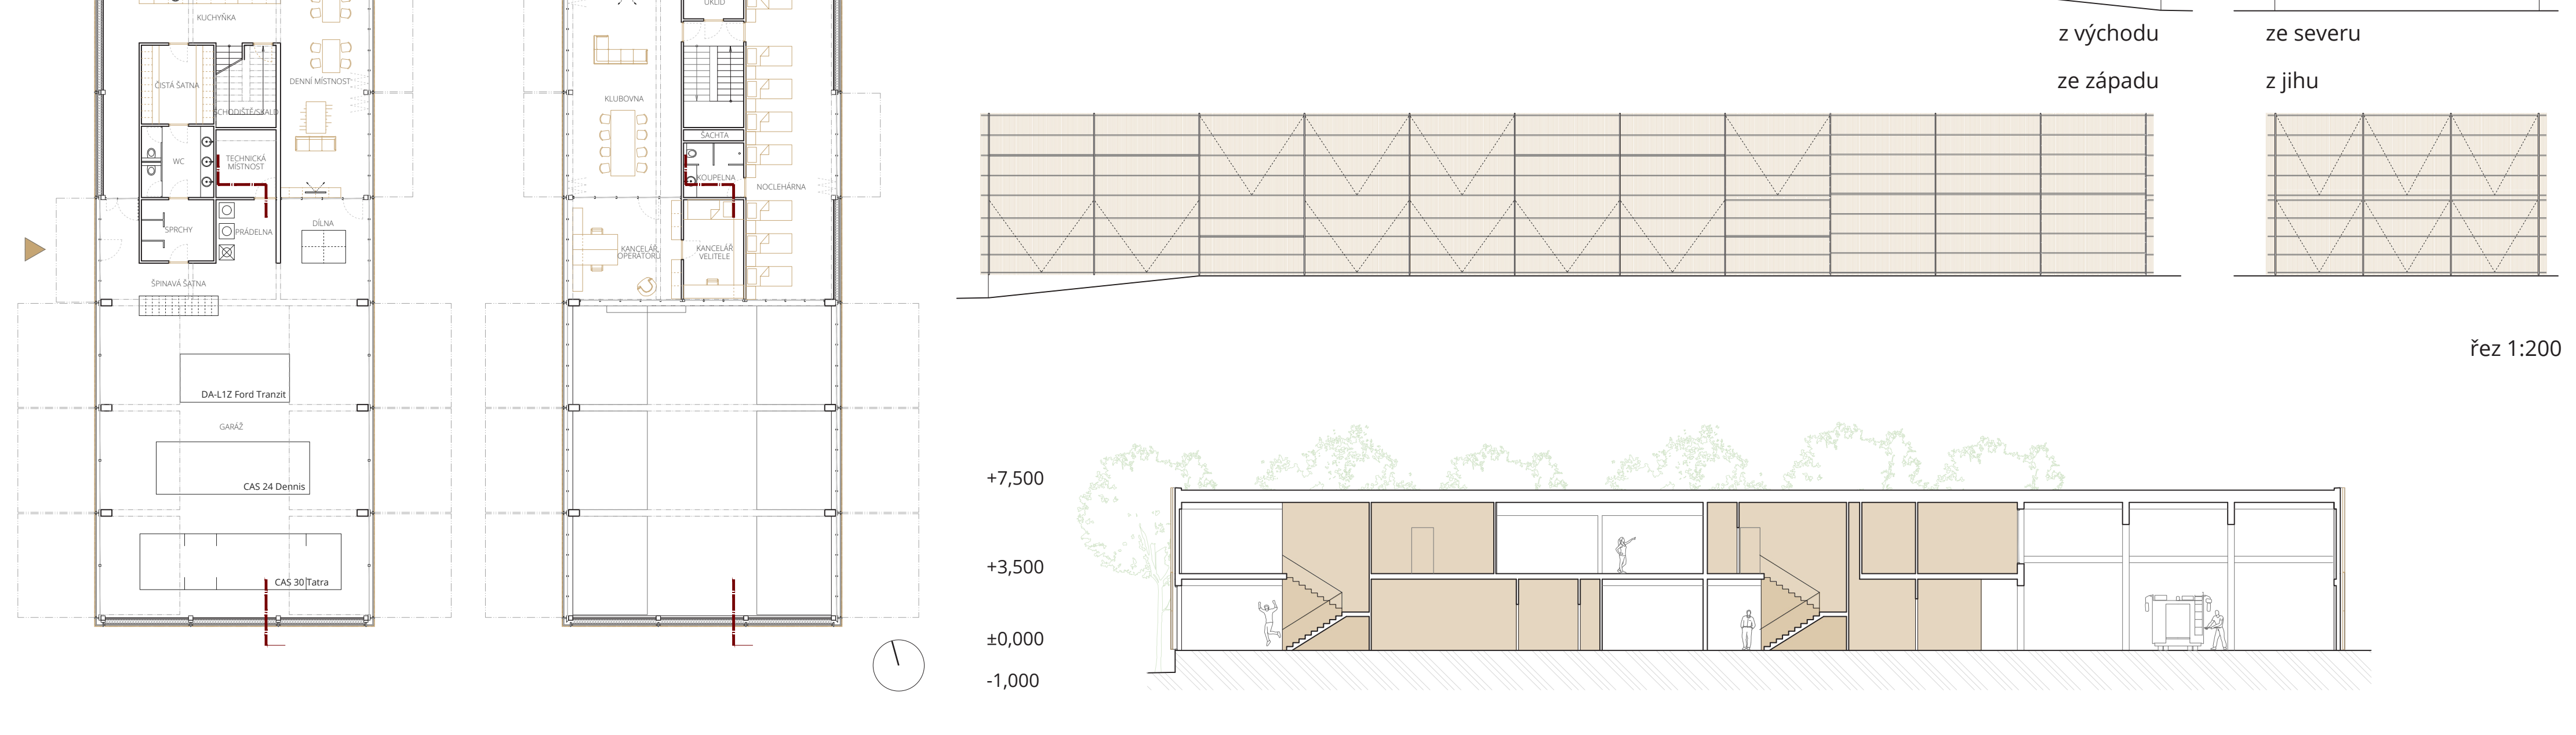 KUCHYŇKA
ČISTÁ ŠATNA
DENNÍ MÍSTNOST
SCHODIŠTĚ/SKALD
WC
TECHNICKÁ
MÍSTNOST
SPRCHY
PRÁDELNA
DÍLNA
ŠPINAVÁ ŠATNA
DA-L1Z Ford Tranzit
GARÁŽ
CAS 24 Dennis
CAS 30 Tatra
ÚKLID
KLUBOVNA
ŠACHTA
KOUPELNA
NOCLEHÁRNA
KANCELÁŘ
OPERÁTORŮ
KANCELÁŘ
VELITELE
z východu
ze severu
ze západu
z jihu
řez 1:200
+7,500
+3,500
±0,000
-1,000